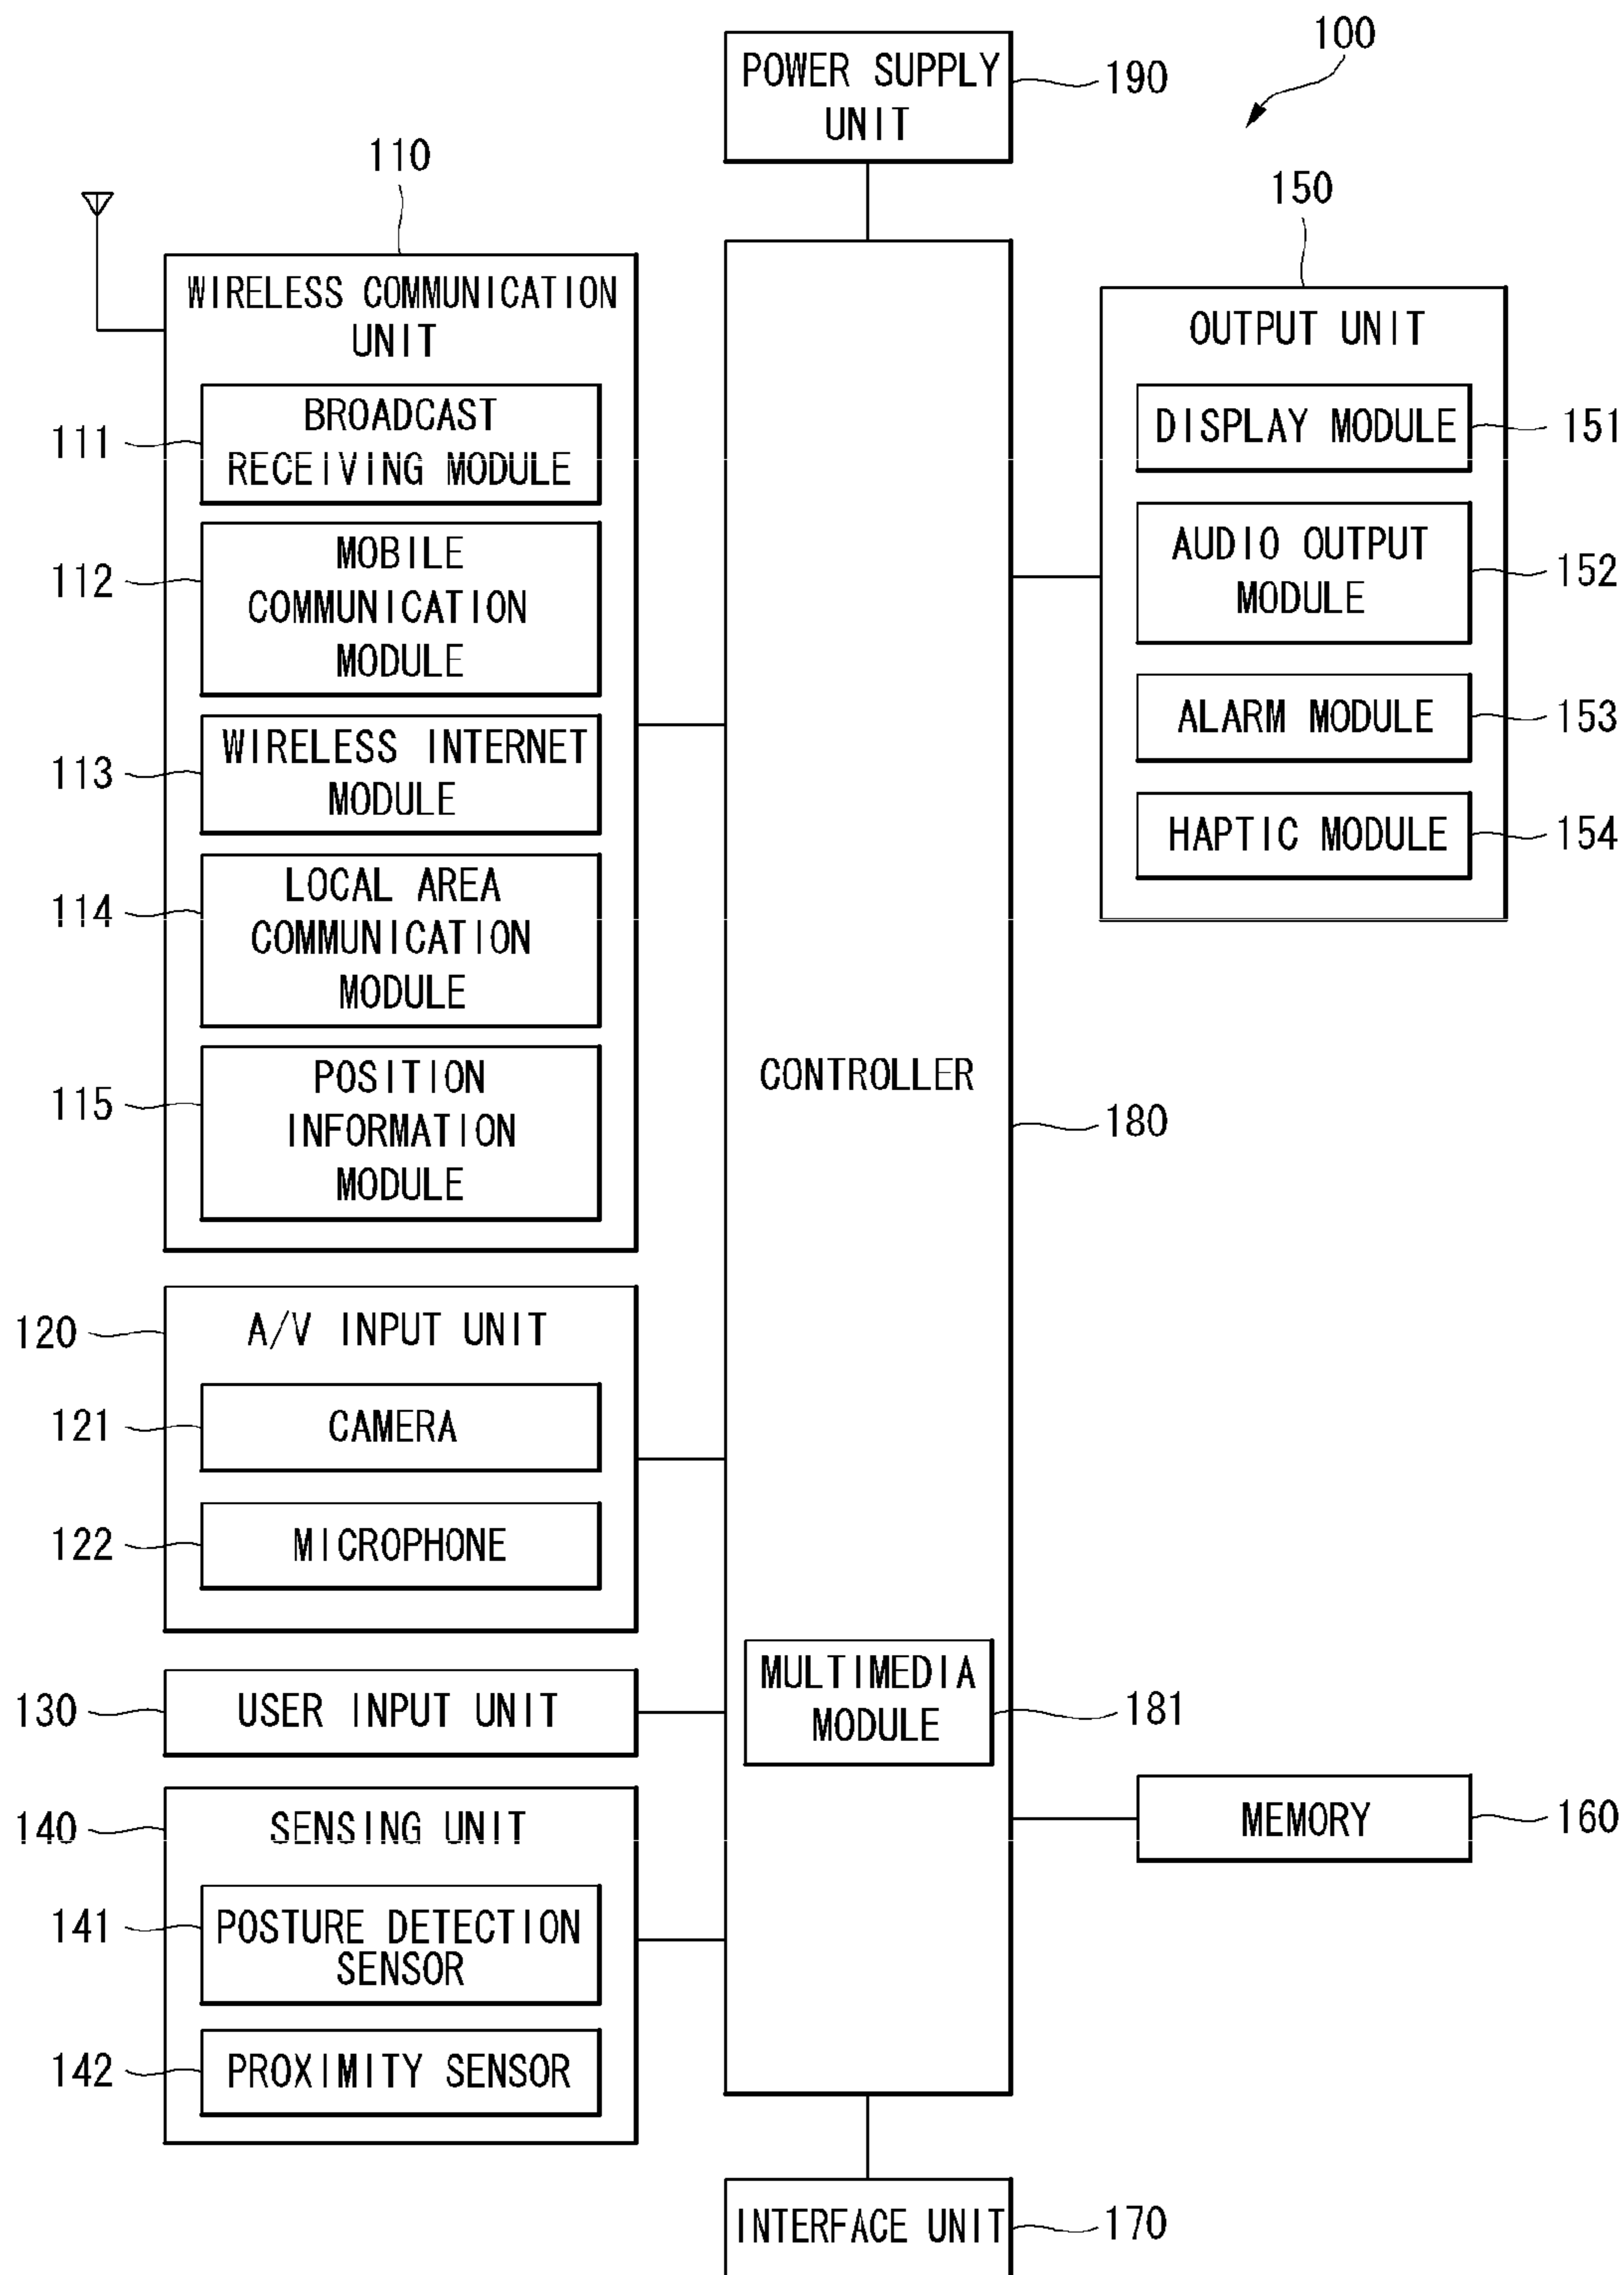 100
POWER SUPPLY
UNIT
190
110
150
WIRELESS COMMUNICATION
UNIT
OUTPUT UNIT
111
BROADCAST
RECEIVING MODULE
DISPLAY MODULE
151
112
MOBILE
COMMUNICATION
MODULE
AUDIO OUTPUT
MODULE
152
113
WIRELESS INTERNET
MODULE
ALARM MODULE
153
HAPTIC MODULE
154
114
LOCAL AREA
COMMUNICATION
MODULE
115
POSITION
INFORMATION
MODULE
CONTROLLER
180
120
A/V INPUT UNIT
121
CAMERA
122
MICROPHONE
130
USER INPUT UNIT
MULTIMEDIA
MODULE
181
140
SENSING UNIT
MEMORY
160
141
POSTURE DETECTION
SENSOR
142
PROXIMITY SENSOR
INTERFACE UNIT
170